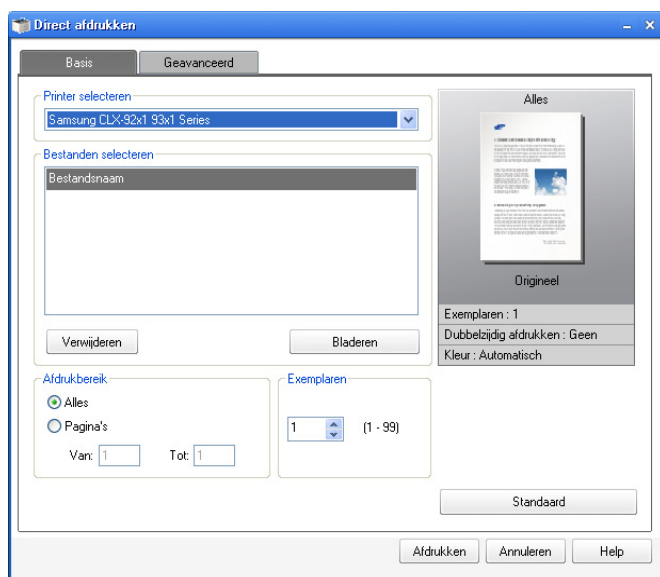 Direct afdrukken
Basis
Geavanceerd
Printer selecteren
Samsung CLX-92x1 93x1 Series
Bestanden selecteren
Bestandsnaam
Verwijderen
Bladeren
Afdrukbereik
Alles
Pagina's
Van: 1 Tot: 1
Exemplaren
1 (1 - 99)
Alles
Origineel
Exemplaren : 1
Dubbelzijdig afdrukken : Geen
Kleur : Automatisch
Standaard
Afdrukken
Annuleren
Help